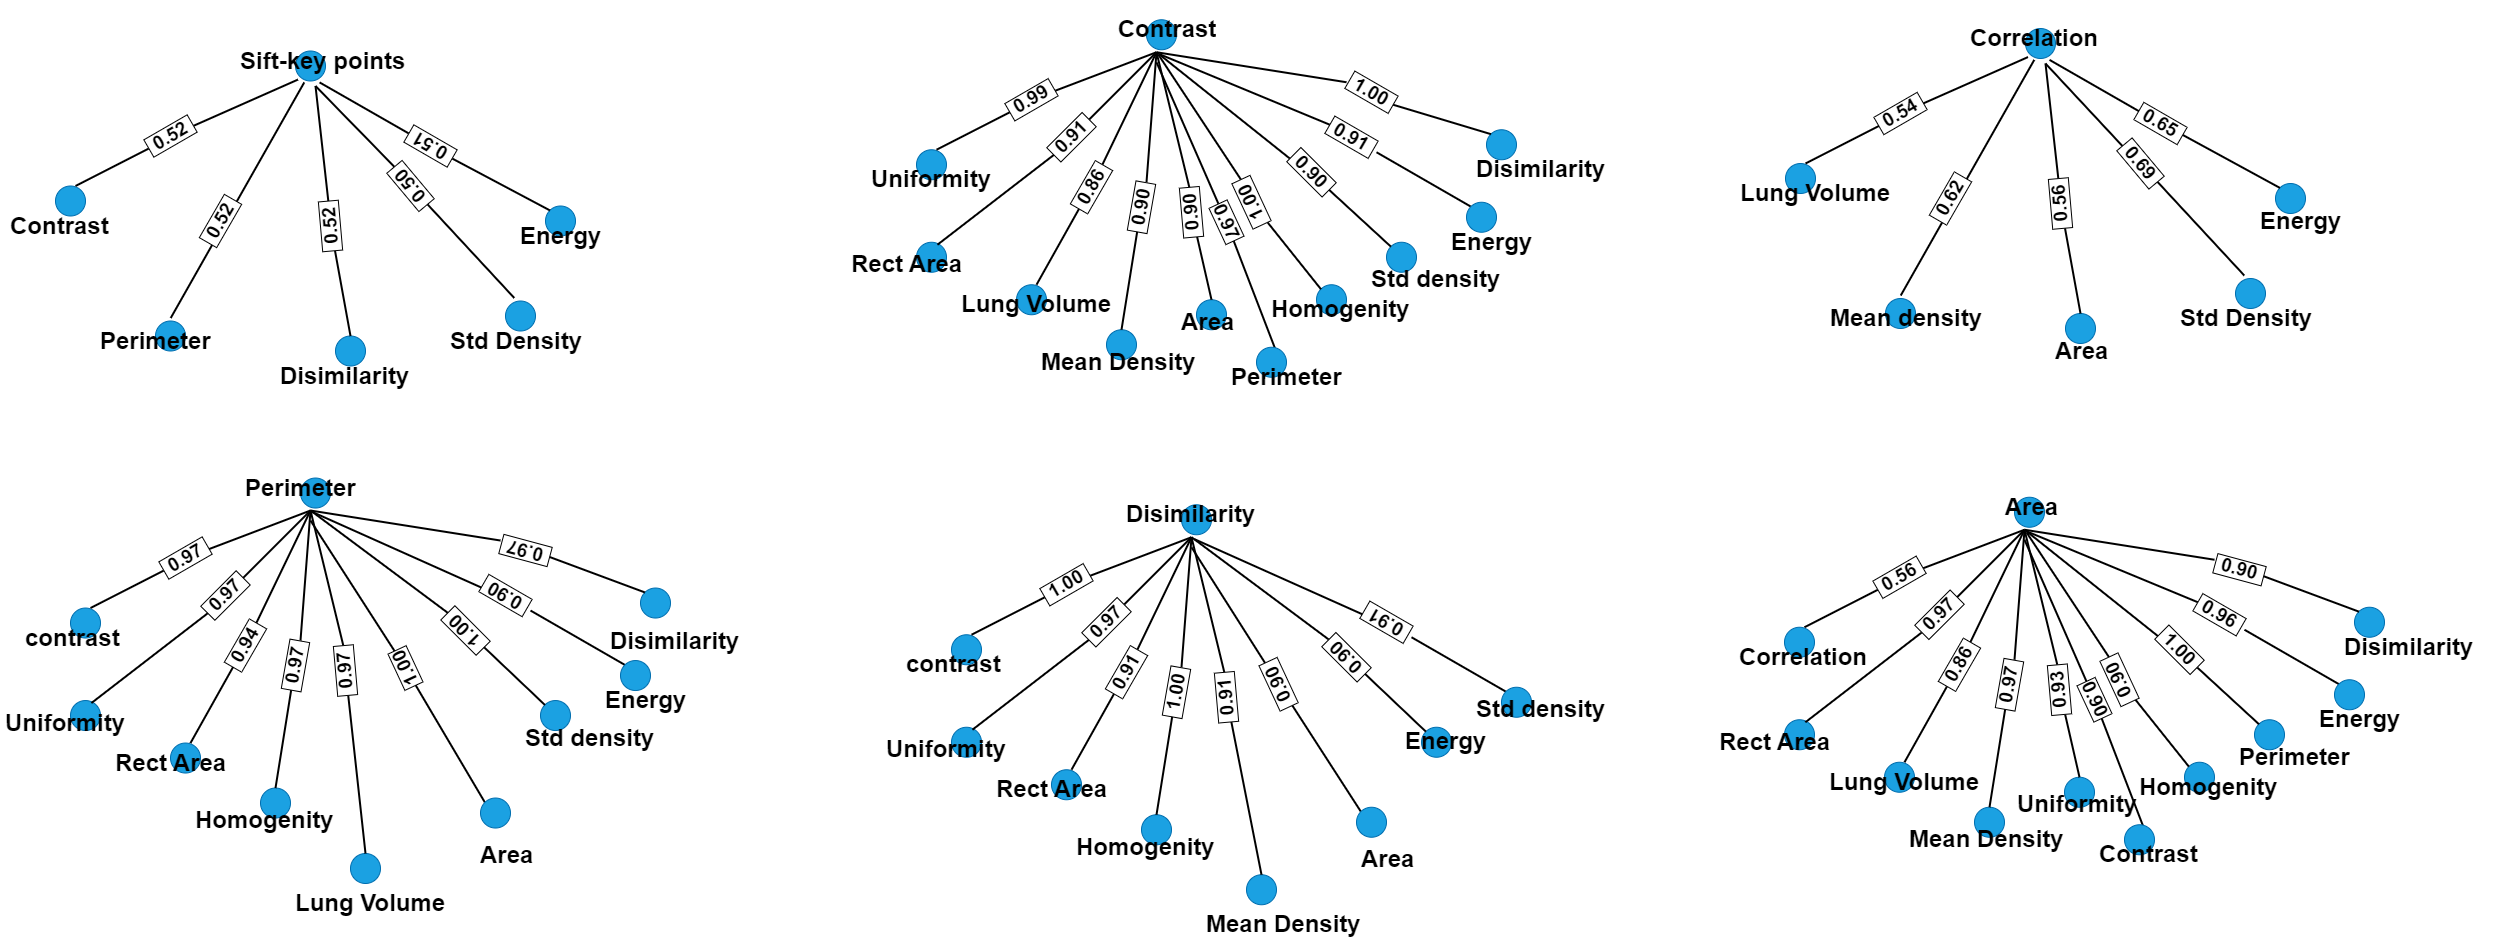 Sift-key points
0.52
0.52
0.52
0.50
0.51
Contrast
Perimeter
Disimilarity
Std Density
Energy
Contrast
0.99
0.91
0.86
0.90
0.90
0.97
1.00
0.90
0.91
1.00
Uniformity
Rect Area
Lung Volume
Mean Density
Area
Perimeter
Homogenity
Std density
Energy
Disimilarity
Correlation
0.54
0.62
0.56
0.69
0.65
Lung Volume
Mean density
Area
Std Density
Energy
Perimeter
0.97
0.97
0.94
0.97
0.97
1.00
1.00
0.90
0.97
contrast
Uniformity
Rect Area
Homogenity
Lung Volume
Area
Std density
Energy
Disimilarity
Disimilarity
1.00
0.97
0.91
1.00
0.91
0.90
0.90
0.91
contrast
Uniformity
Rect Area
Homogenity
Mean Density
Area
Energy
Std density
Area
0.56
0.97
0.86
0.97
0.93
0.90
0.90
1.00
0.96
0.90
Correlation
Rect Area
Lung Volume
Mean Density
Uniformity
Contrast
Homogenity
Perimeter
Energy
Disimilarity